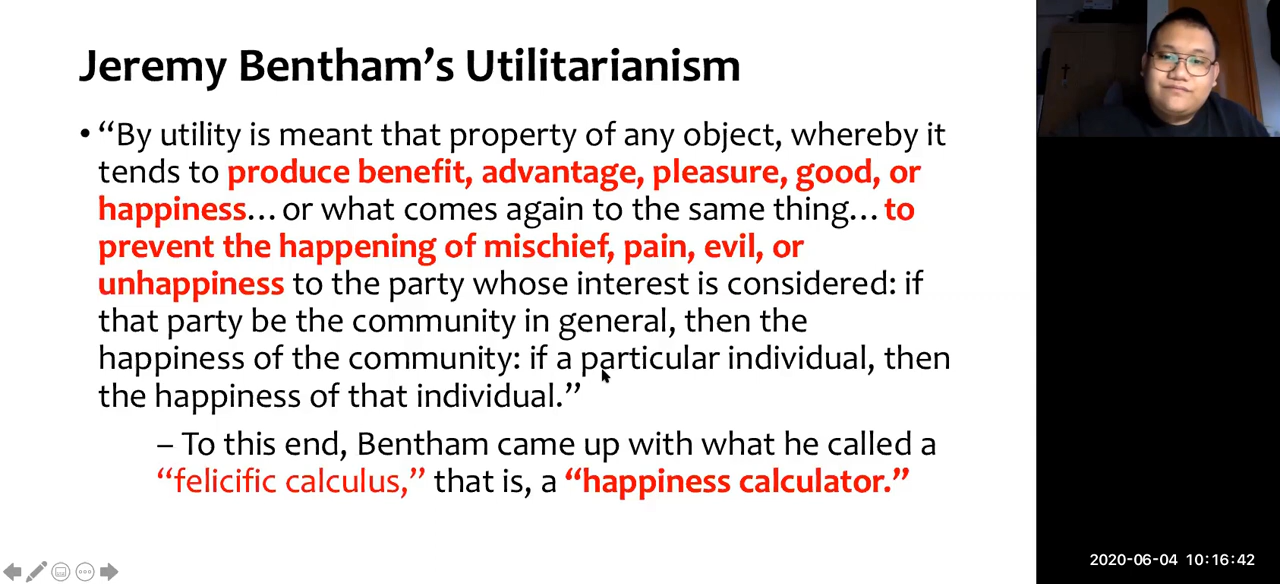 Jeremy Bentham’s Utilitarianism
• “By utility is meant that property of any object, whereby it
tends to produce benefit, advantage, pleasure, good, or
happiness… or what comes again to the same thing… to
prevent the happening of mischief, pain, evil, or
unhappiness to the party whose interest is considered: if
that party be the community in general, then the
happiness of the community: if a particular individual, then
the happiness of that individual.”
– To this end, Bentham came up with what he called a
“felicific calculus,” that is, a “happiness calculator.”
2020-06-04 10:16:42